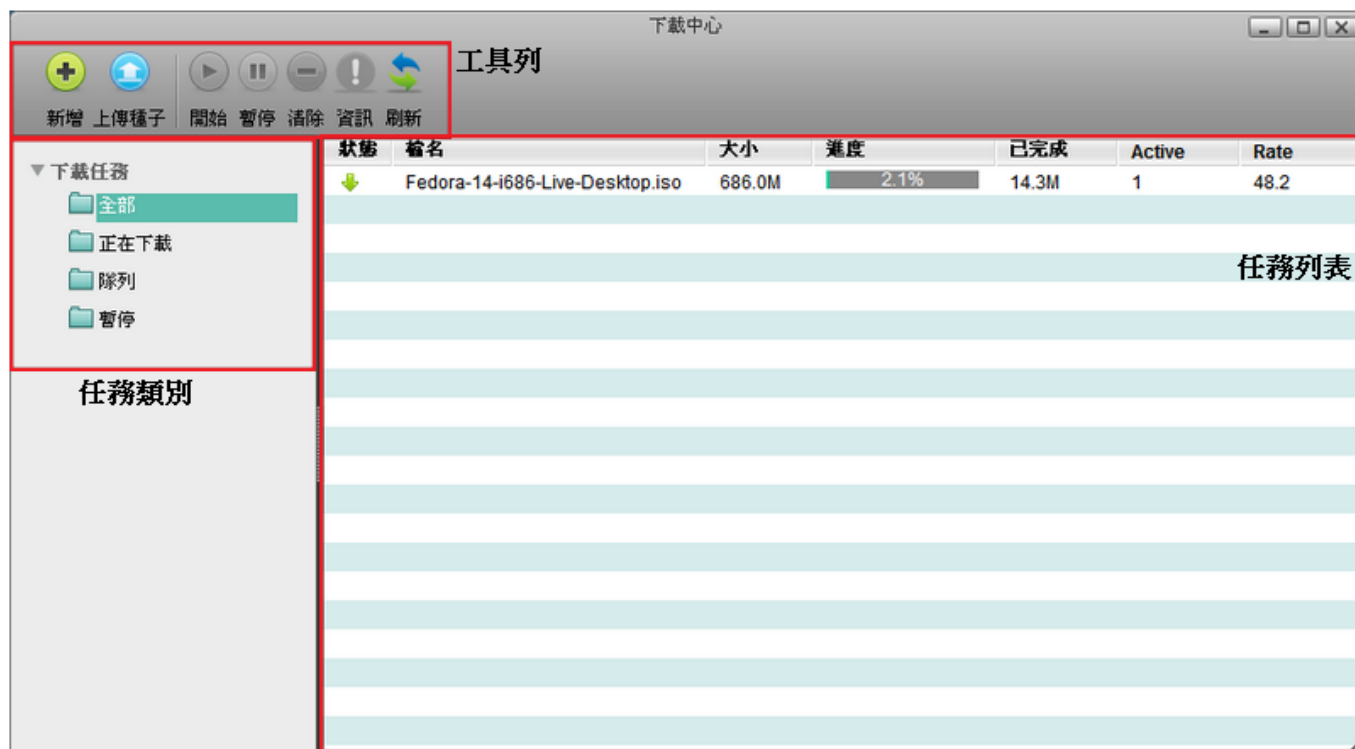 下載中心
工具列
新增 上傳種子 開始 暫停 清除 資訊 刷新
下載任務
全部
正在下載
隊列
暫停
任務類別
狀態 檔名 大小 進度 已完成 Active Rate
Fedora-14-i686-Live-Desktop.iso 686.0M 2.1% 14.3M 1 48.2
任務列表